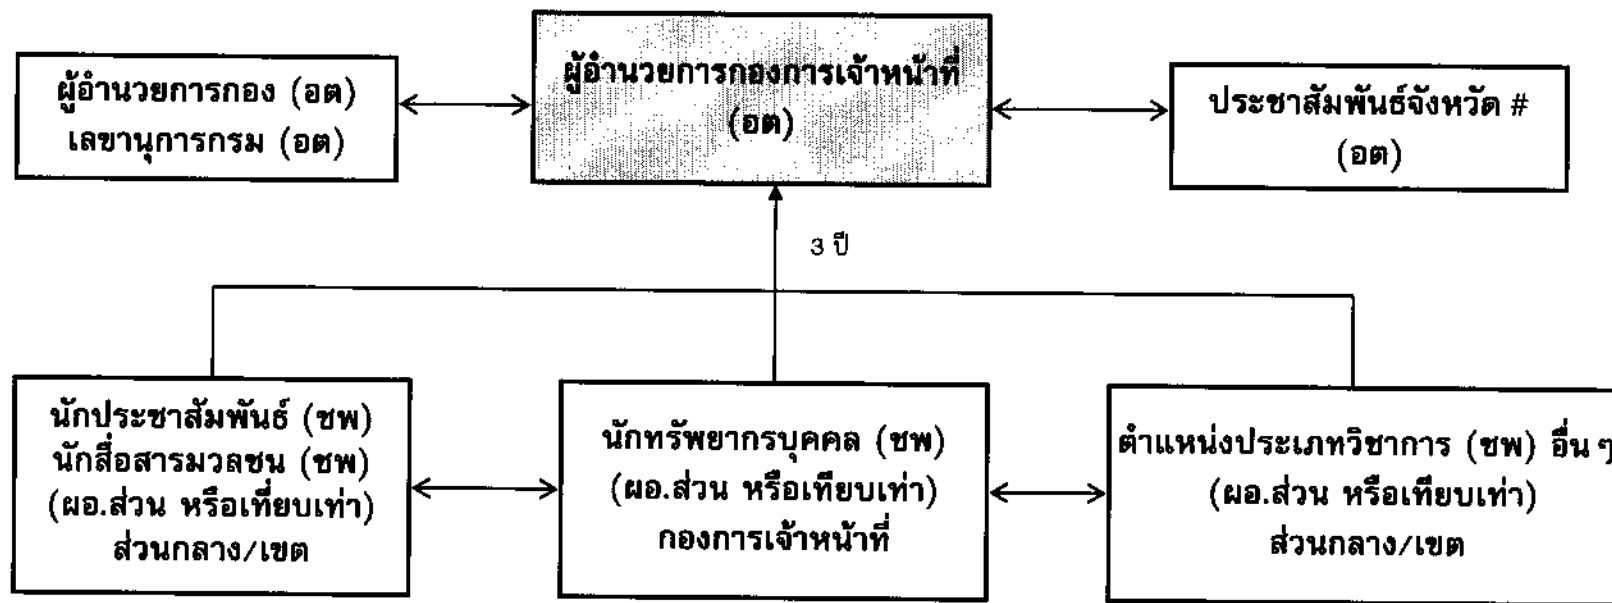 ผู้อำนวยการกอง (อต)
เลขานุการกรม (อต)
ผู้อำนวยการกองการเจ้าหน้าที่
(อต)
ประชาสัมพันธ์จังหวัด #
(อต)
3 ปี
นักประชาสัมพันธ์ (ชพ)
นักสื่อสารมวลชน (ชพ)
(ผอ.ส่วน หรือเทียบเท่า)
ส่วนกลาง/เขต
นักทรัพยากรบุคคล (ชพ)
(ผอ.ส่วน หรือเทียบเท่า)
กองการเจ้าหน้าที่
ตำแหน่งประเภทวิชาการ (ชพ) อื่น ๆ
(ผอ.ส่วน หรือเทียบเท่า)
ส่วนกลาง/เขต